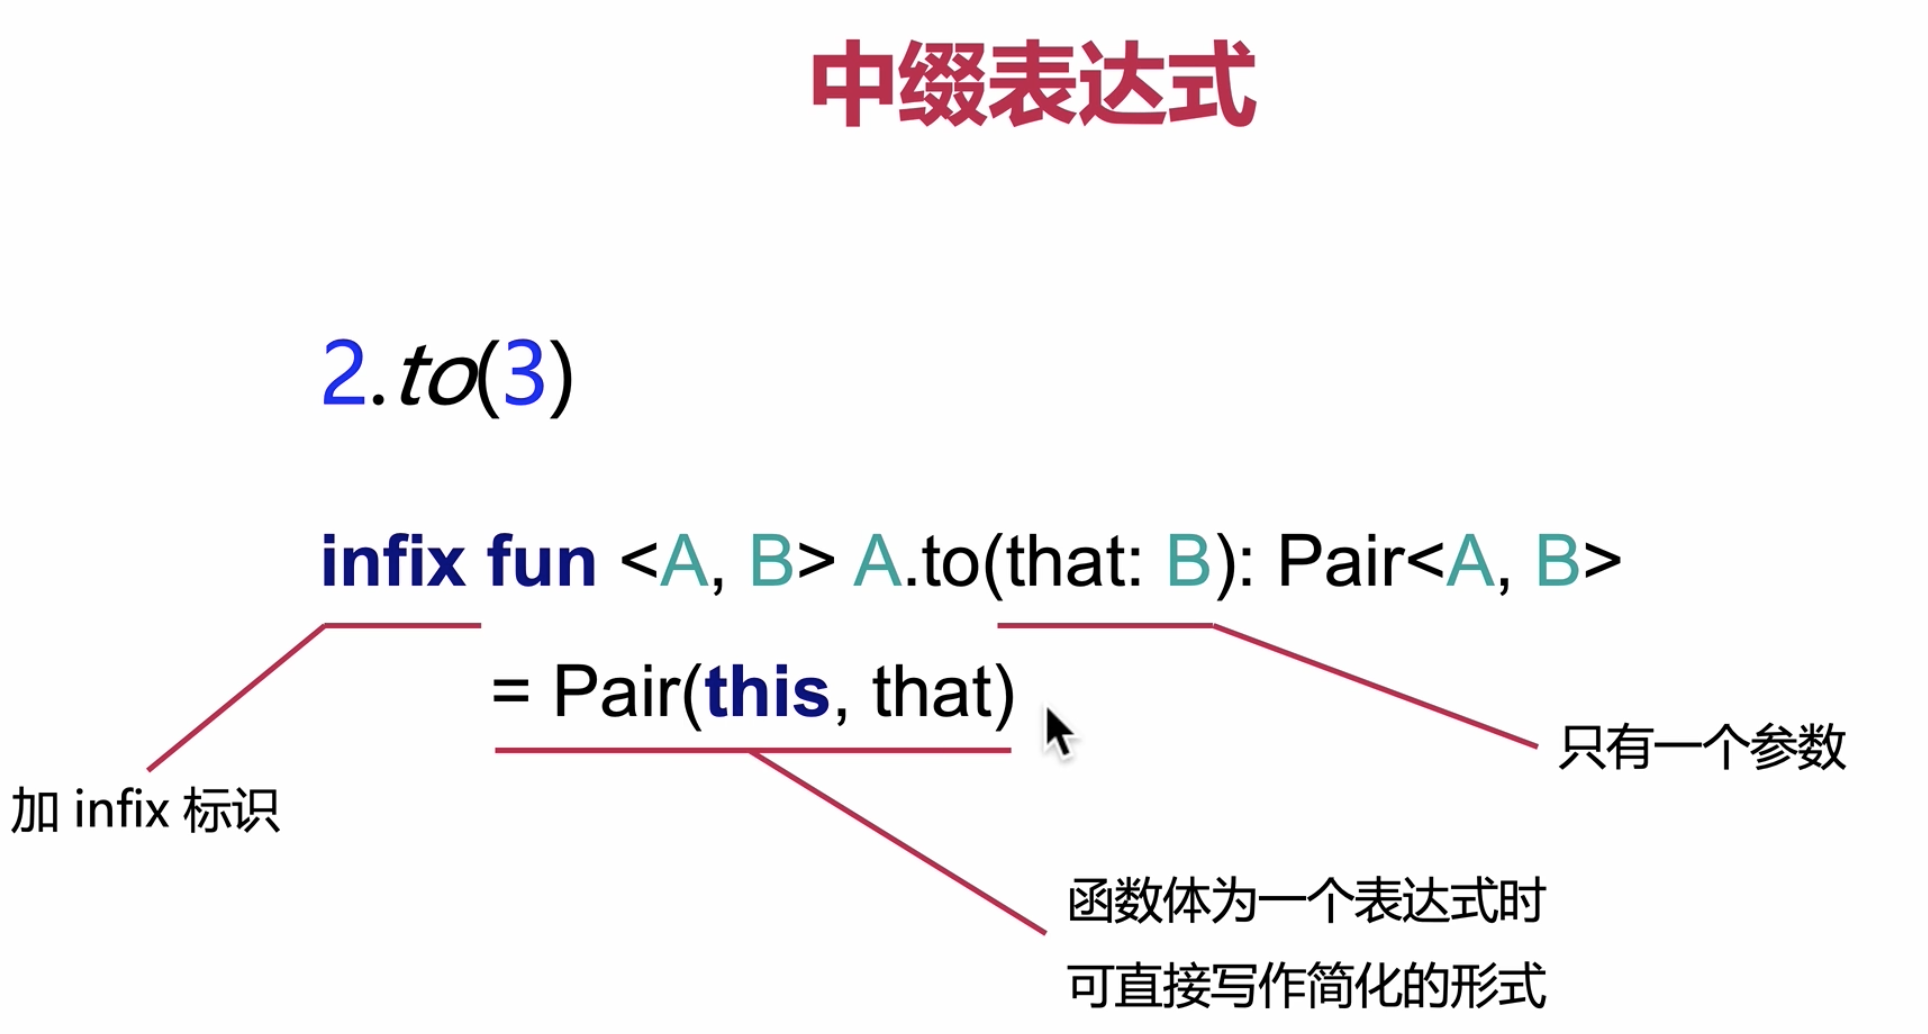 中缀表达式
2.to(3)
infix fun <A, B> A.to(that: B): Pair<A, B>
= Pair(this, that)
只有一个参数
加 infix 标识
函数体为一个表达式时
可直接写作简化的形式